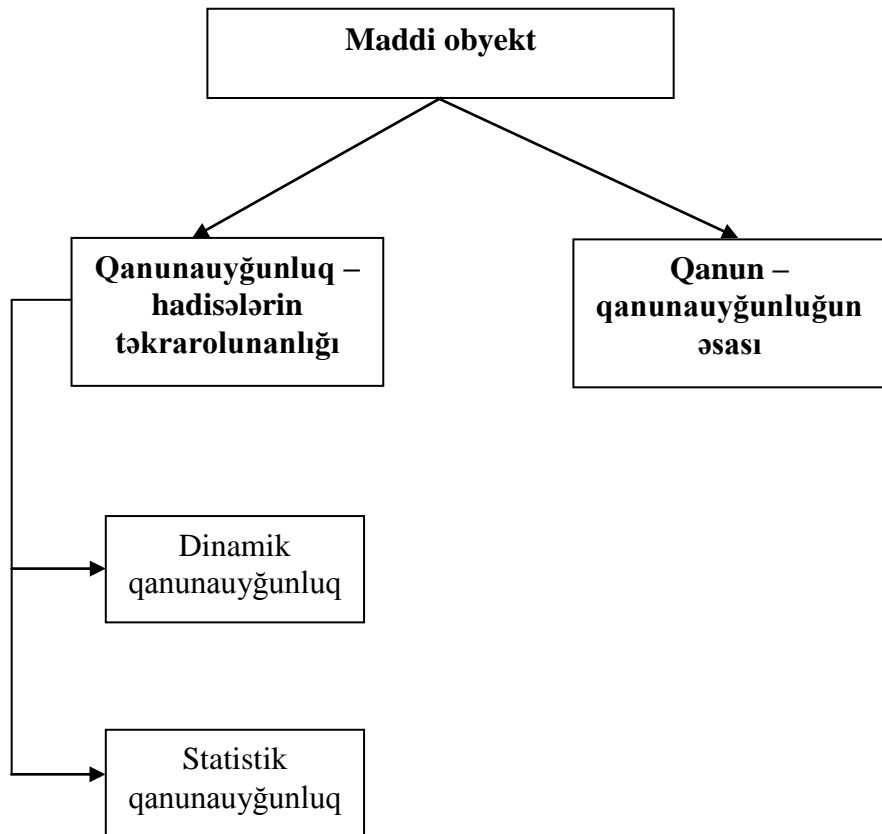 Maddi obyekt
Qanunauyğunluq –
hadisələrin
təkrarolunanlığı
Qanun –
qanunauyğunluğun
əsası
Dinamik
qanunauyğunluq
Statistik
qanunauyğunluq